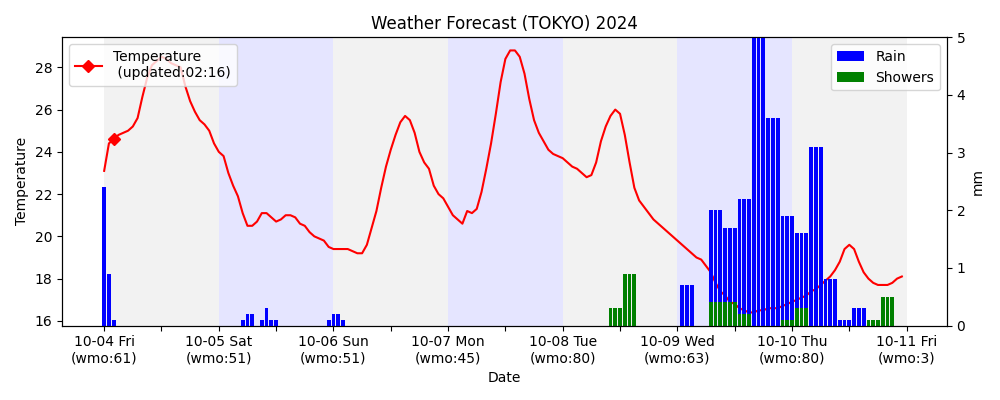 Weather Forecast (TOKYO) 2024
Temperature
(updated:02:16)
Rain
Showers
Temperature
28
26
24
22
20
18
16
5
4
3
2
1
0
mm
10-04 Fri
(wmo:61)
10-05 Sat
(wmo:51)
10-06 Sun
(wmo:51)
10-07 Mon
(wmo:45)
10-08 Tue
(wmo:80)
10-09 Wed
(wmo:63)
10-10 Thu
(wmo:80)
10-11 Fri
(wmo:3)
Date